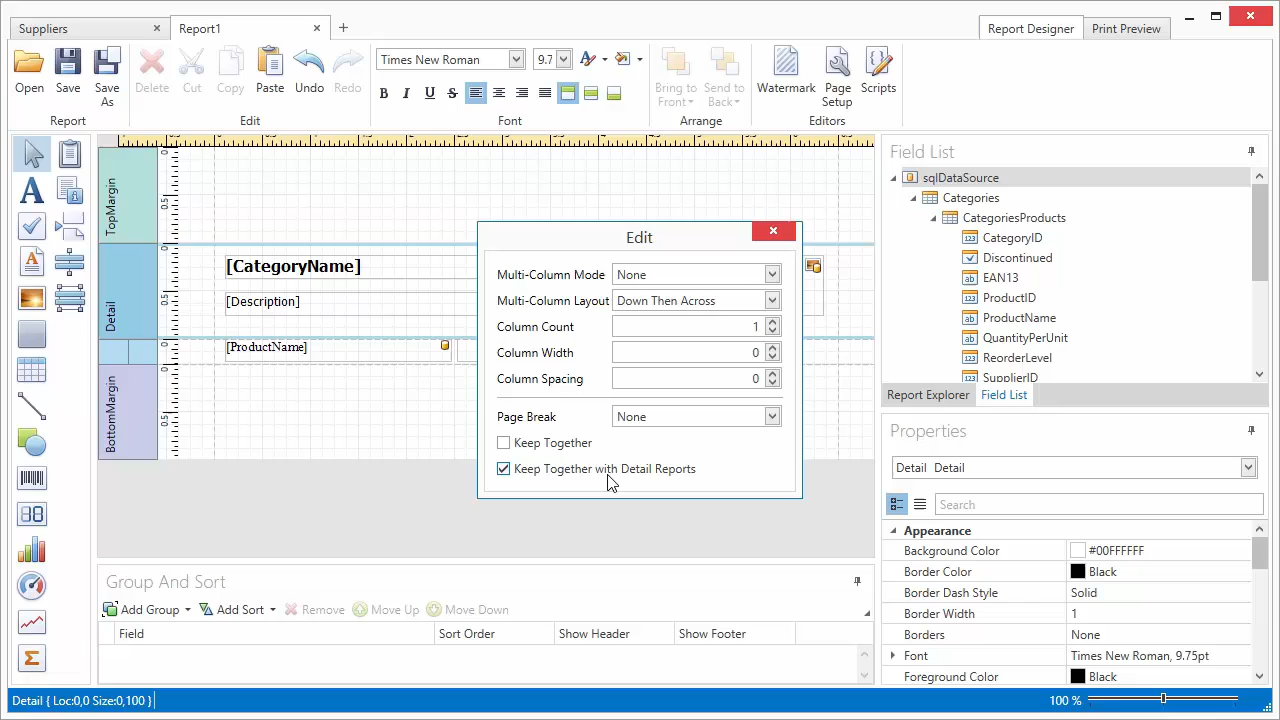 Suppliers
Report1
Report Designer
Print Preview
Open
Save
Save As
Delete
Cut
Copy
Paste
Undo
Redo
Times New Roman
9.7
B I U S
Bring to Front
Send to Back
Watermark
Page Setup
Scripts
Report
Edit
Font
Arrange
Editors
TopMargin
Detail
BottomMargin
[CategoryName]
[Description]
[ProductName]
Edit
Multi-Column Mode None
Multi-Column Layout Down Then Across
Column Count 1
Column Width 0
Column Spacing 0
Page Break None
Keep Together
Keep Together with Detail Reports
Field List
sqlDataSource
Categories
CategoriesProducts
CategoryID
Discontinued
EAN13
ProductID
ProductName
QuantityPerUnit
ReorderLevel
SupplierID
Report Explorer
Field List
Properties
Detail Detail
Search
Appearance
Background Color #00FFFFFF
Border Color Black
Border Dash Style Solid
Border Width 1
Borders None
Font Times New Roman, 9.75pt
Foreground Color Black
Group And Sort
Add Group
Add Sort
Remove
Move Up
Move Down
Field
Sort Order
Show Header
Show Footer
Detail { Loc:0,0 Size:0,100 }
100 %